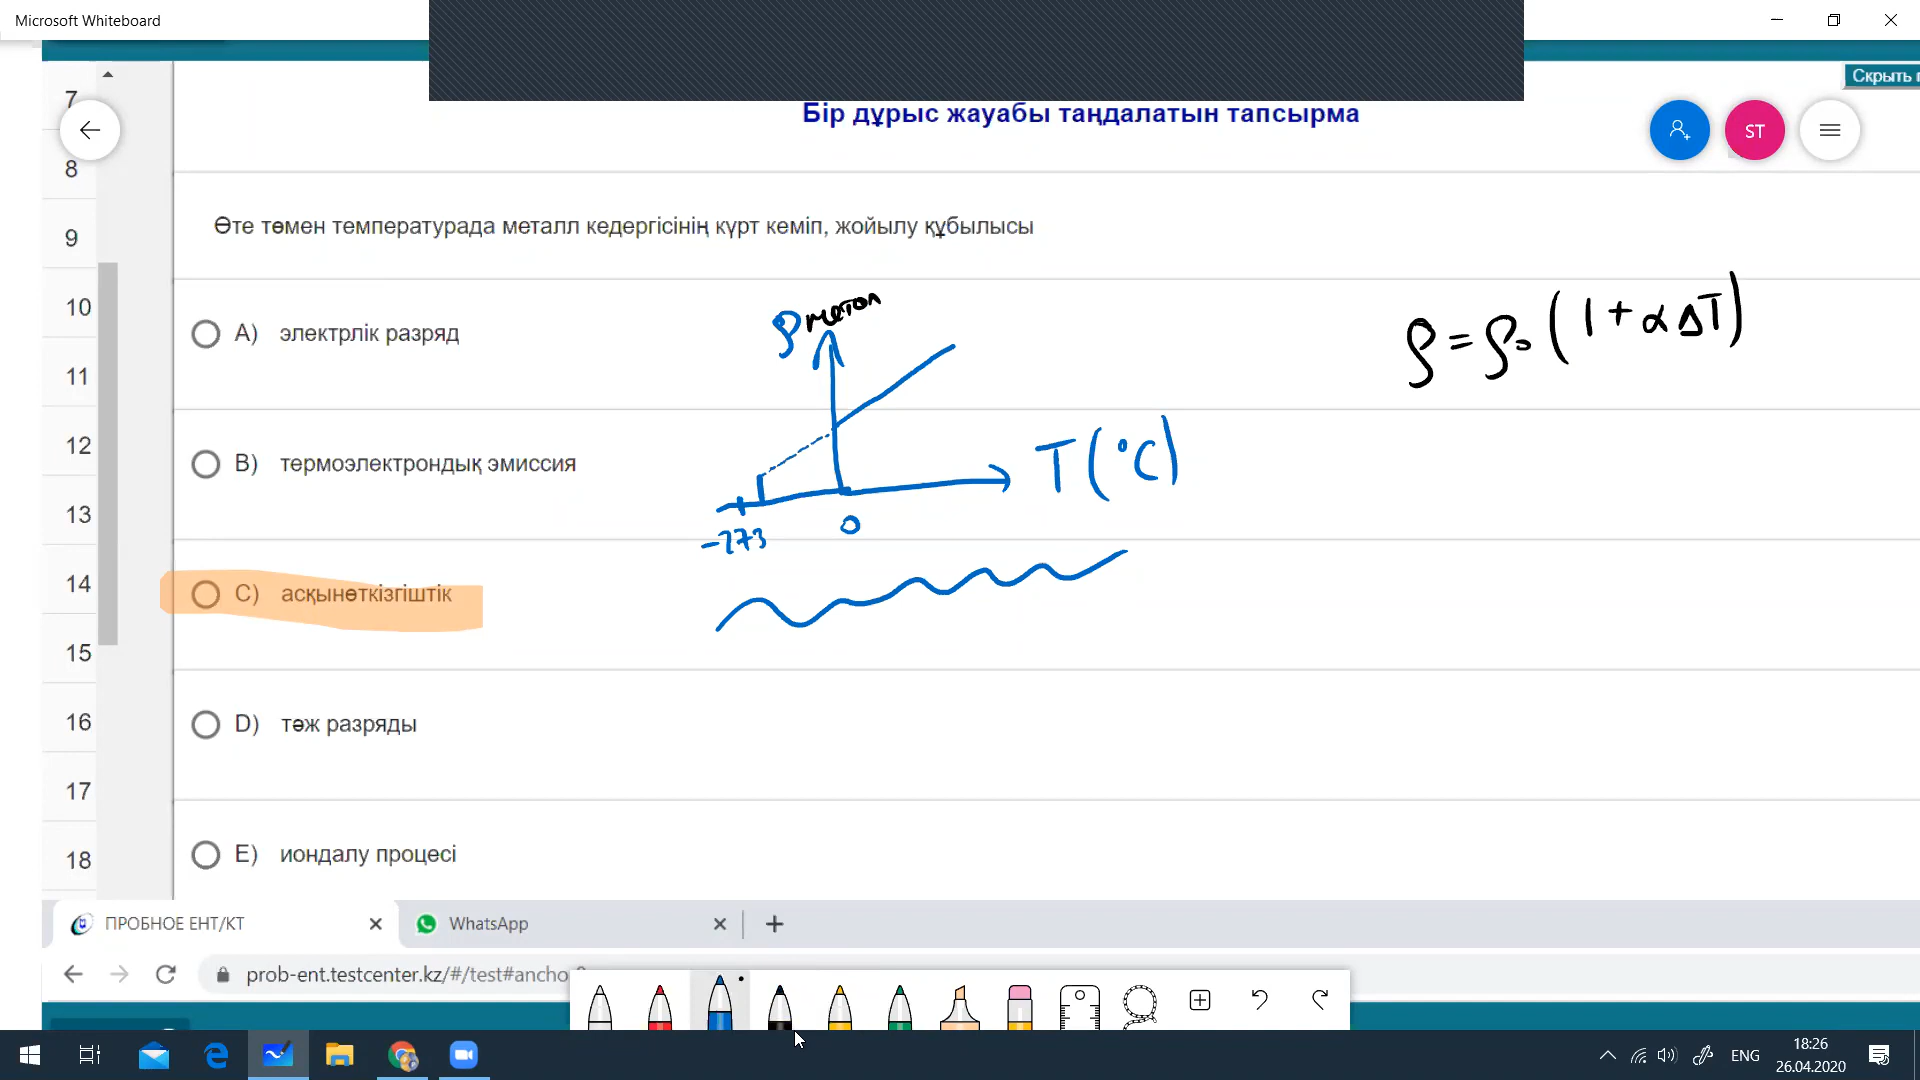 Microsoft Whiteboard
Скрыть
Бір дұрыс жауабы таңдалатын тапсырма
ST
7
8
9
10
11
12
13
14
15
16
17
18
Өте төмен температурада металл кедергісінің күрт кеміп, жойылу құбылысы
A) электрлік разряд
B) термоэлектрондық эмиссия
C) асқынөткізгіштік
D) тәж разряды
E) иондалу процесі
ρ метал
T (°C)
-273
0
ρ = ρ₀ (1 + α ΔT)
ПРОБНОЕ ЕНТ/КТ
WhatsApp
prob-ent.testcenter.kz/#/test#ancho
ENG
18:26
26.04.2020